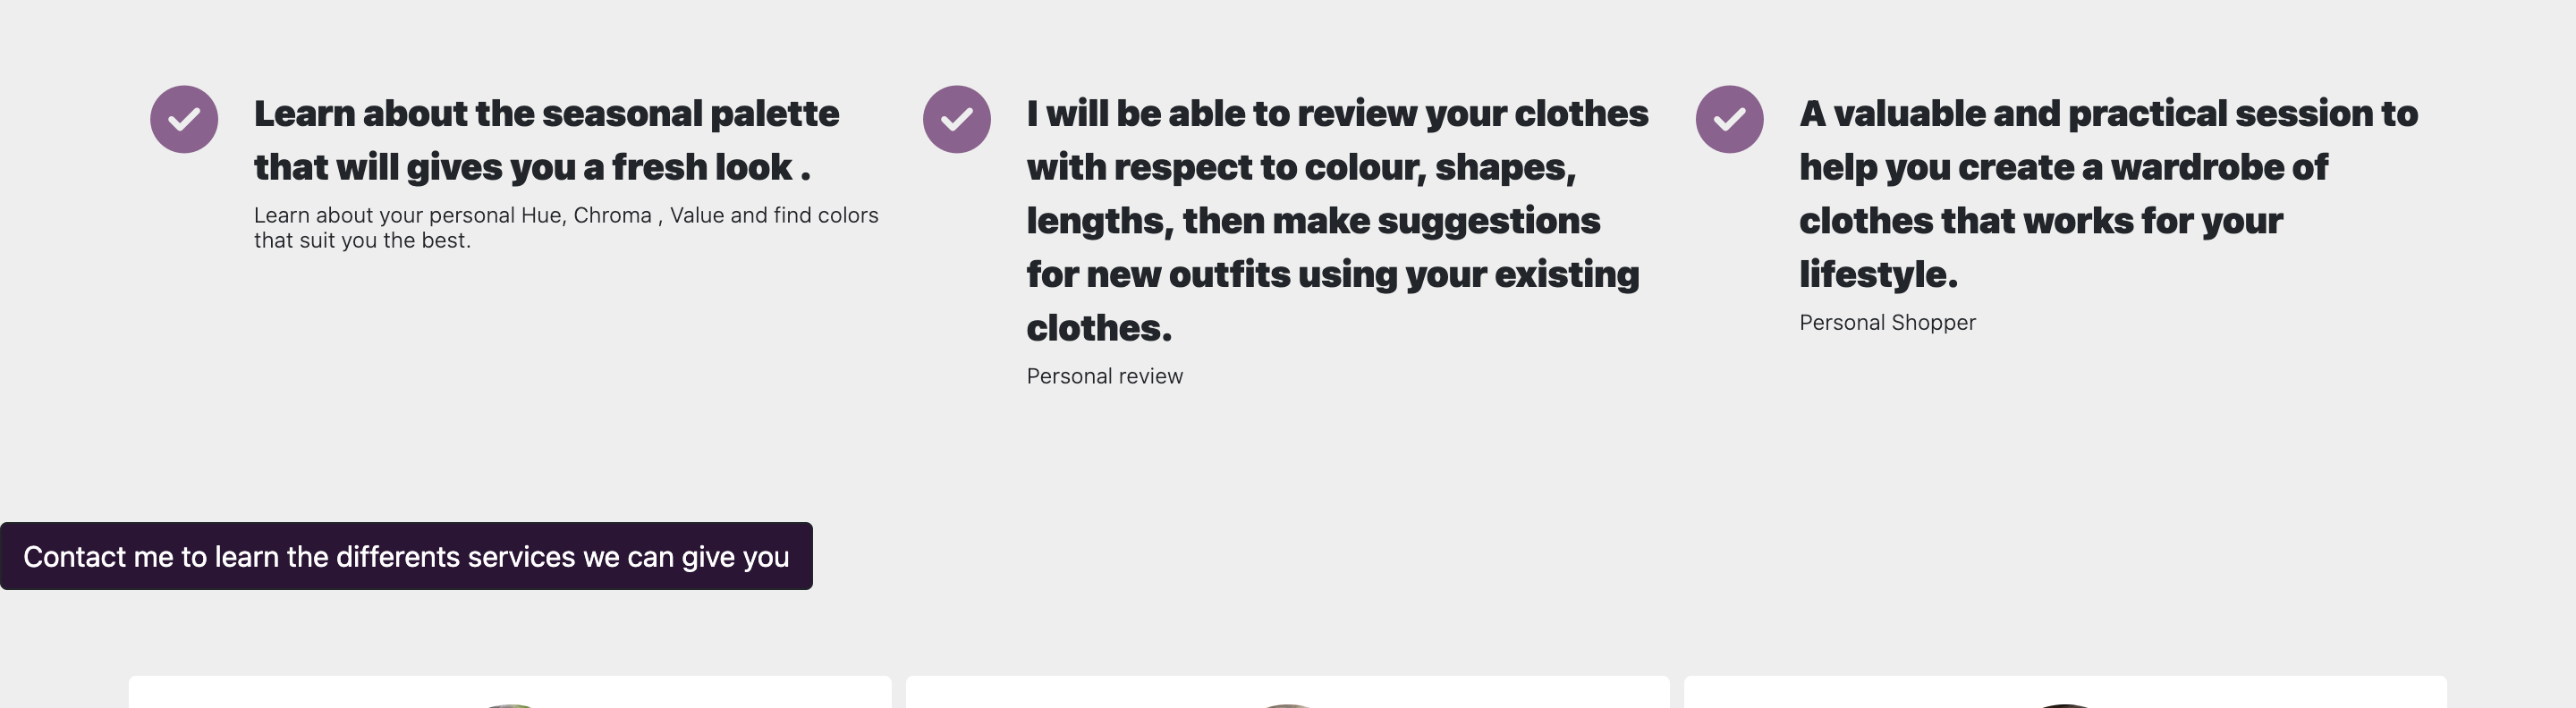 Learn about the seasonal palette
that will gives you a fresh look .
Learn about your personal Hue, Chroma , Value and find colors
that suit you the best.
I will be able to review your clothes
with respect to colour, shapes,
lengths, then make suggestions
for new outfits using your existing
clothes.
Personal review
A valuable and practical session to
help you create a wardrobe of
clothes that works for your
lifestyle.
Personal Shopper
Contact me to learn the differents services we can give you